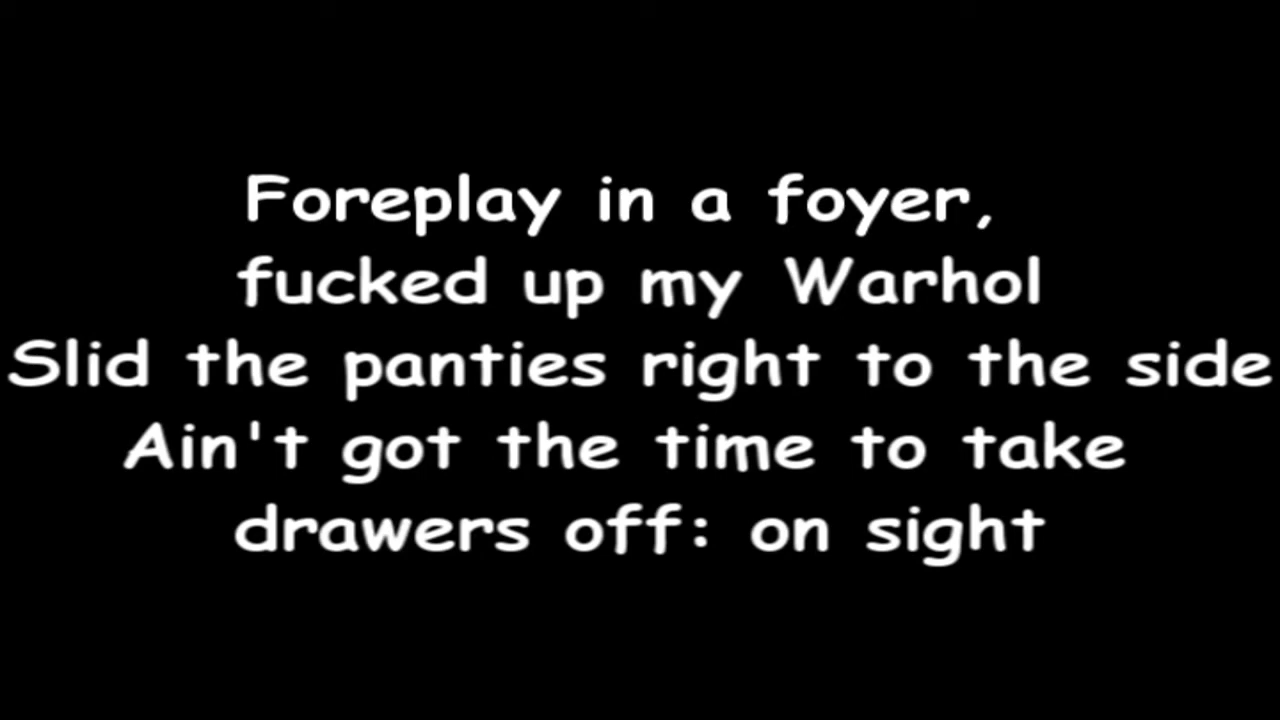 Foreplay in a foyer,
fucked up my Warhol
Slid the panties right to the side
Ain't got the time to take
drawers off: on sight